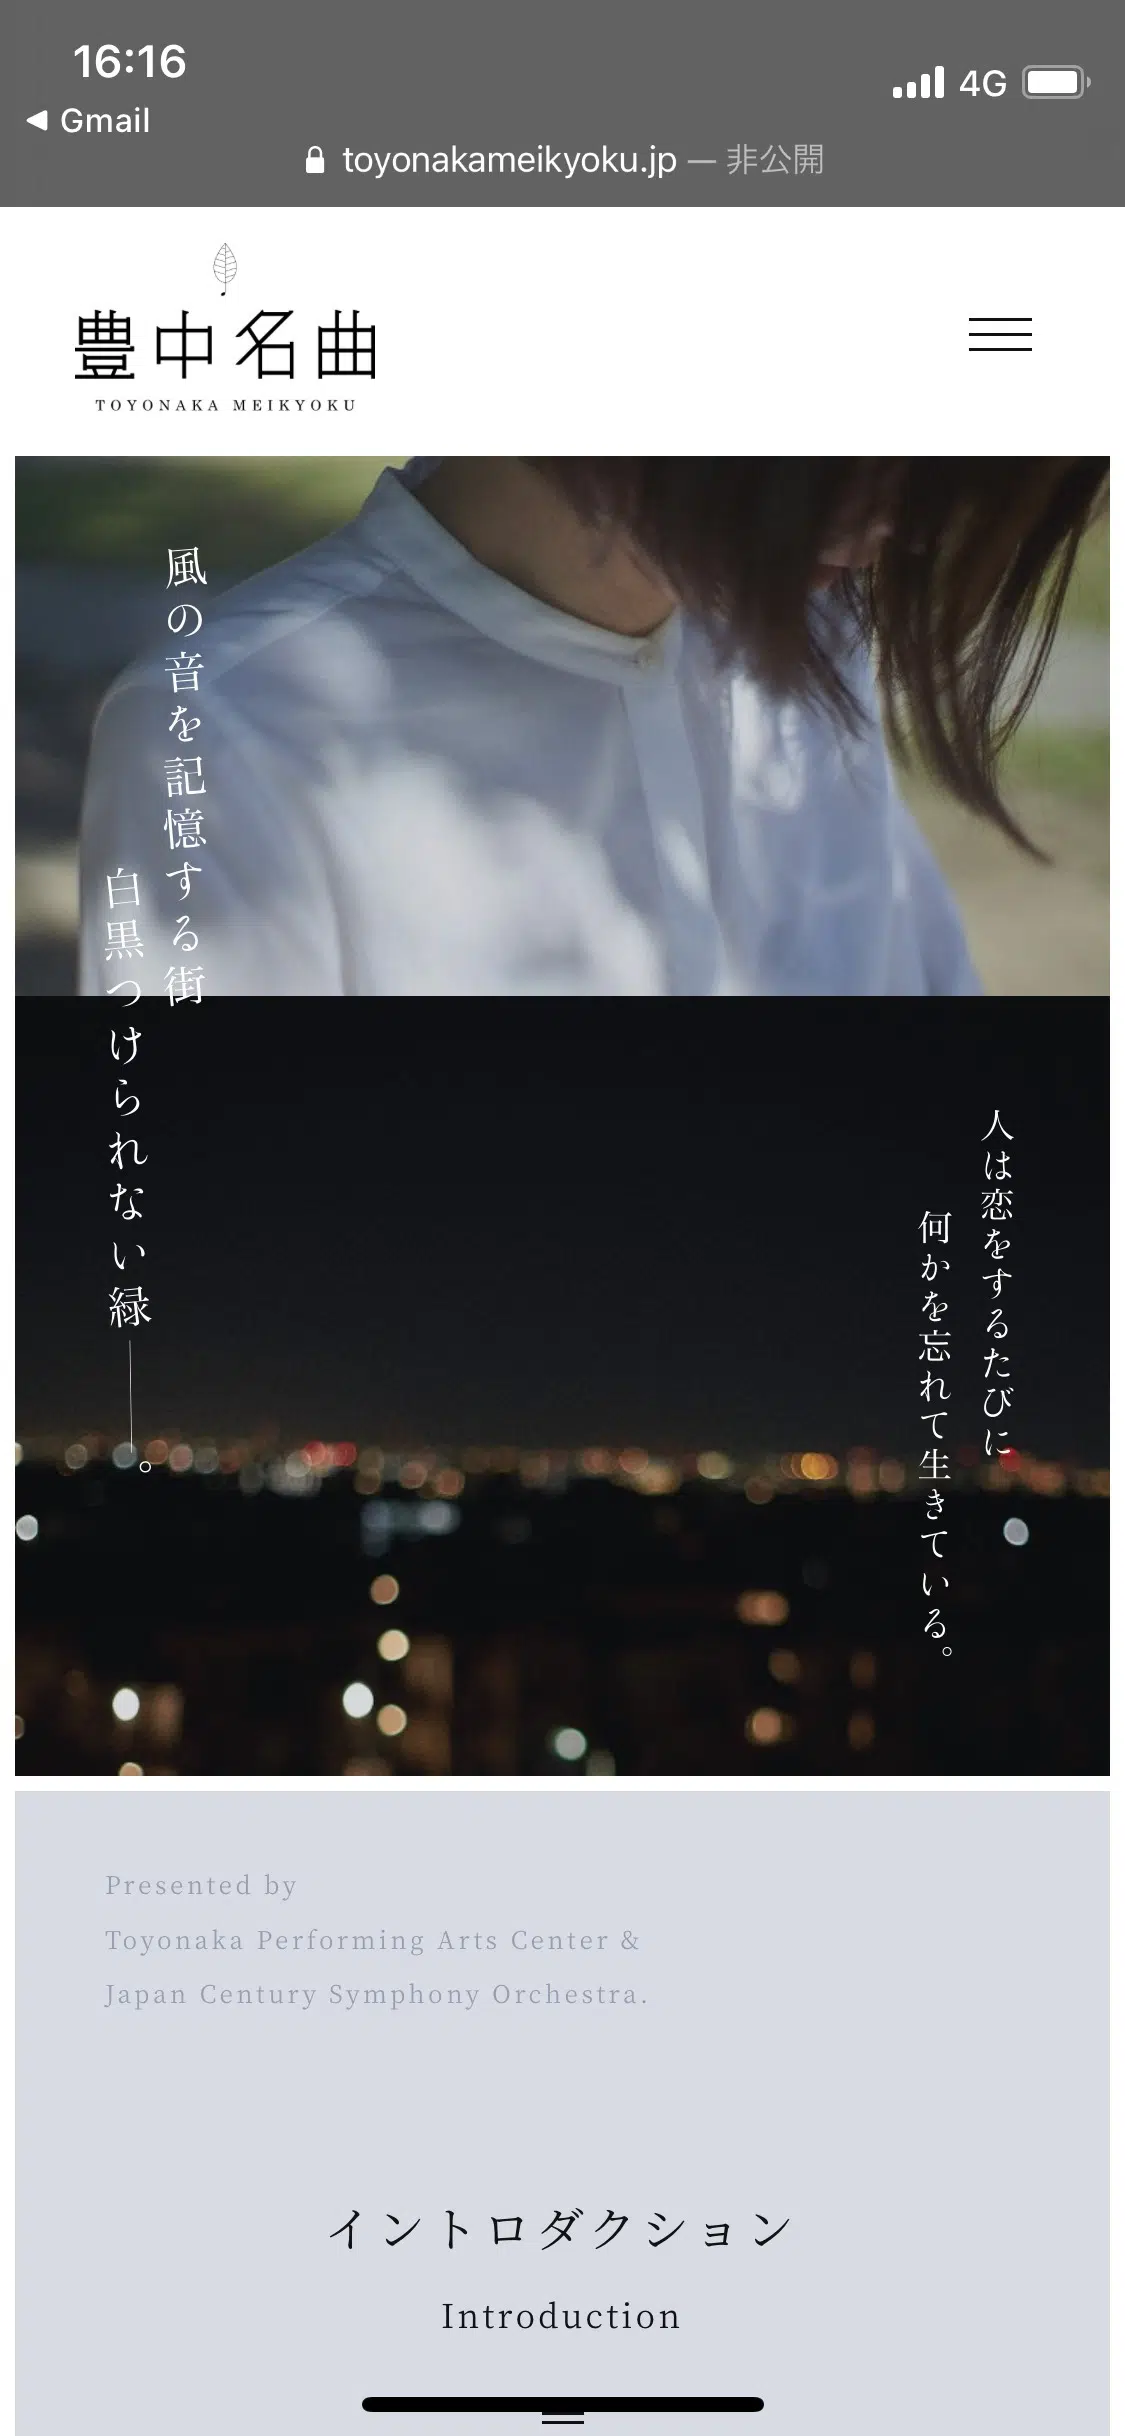 16:16
4G
◀ Gmail
toyonakameikyoku.jp — 非公開
豊中名曲
TOYONAKA MEIKYOKU
風の音を記憶する街
白黒つけられない緑──。
人は恋をするたびに
何かを忘れて生きている。
Presented by
Toyonaka Performing Arts Center &
Japan Century Symphony Orchestra.
イントロダクション
Introduction